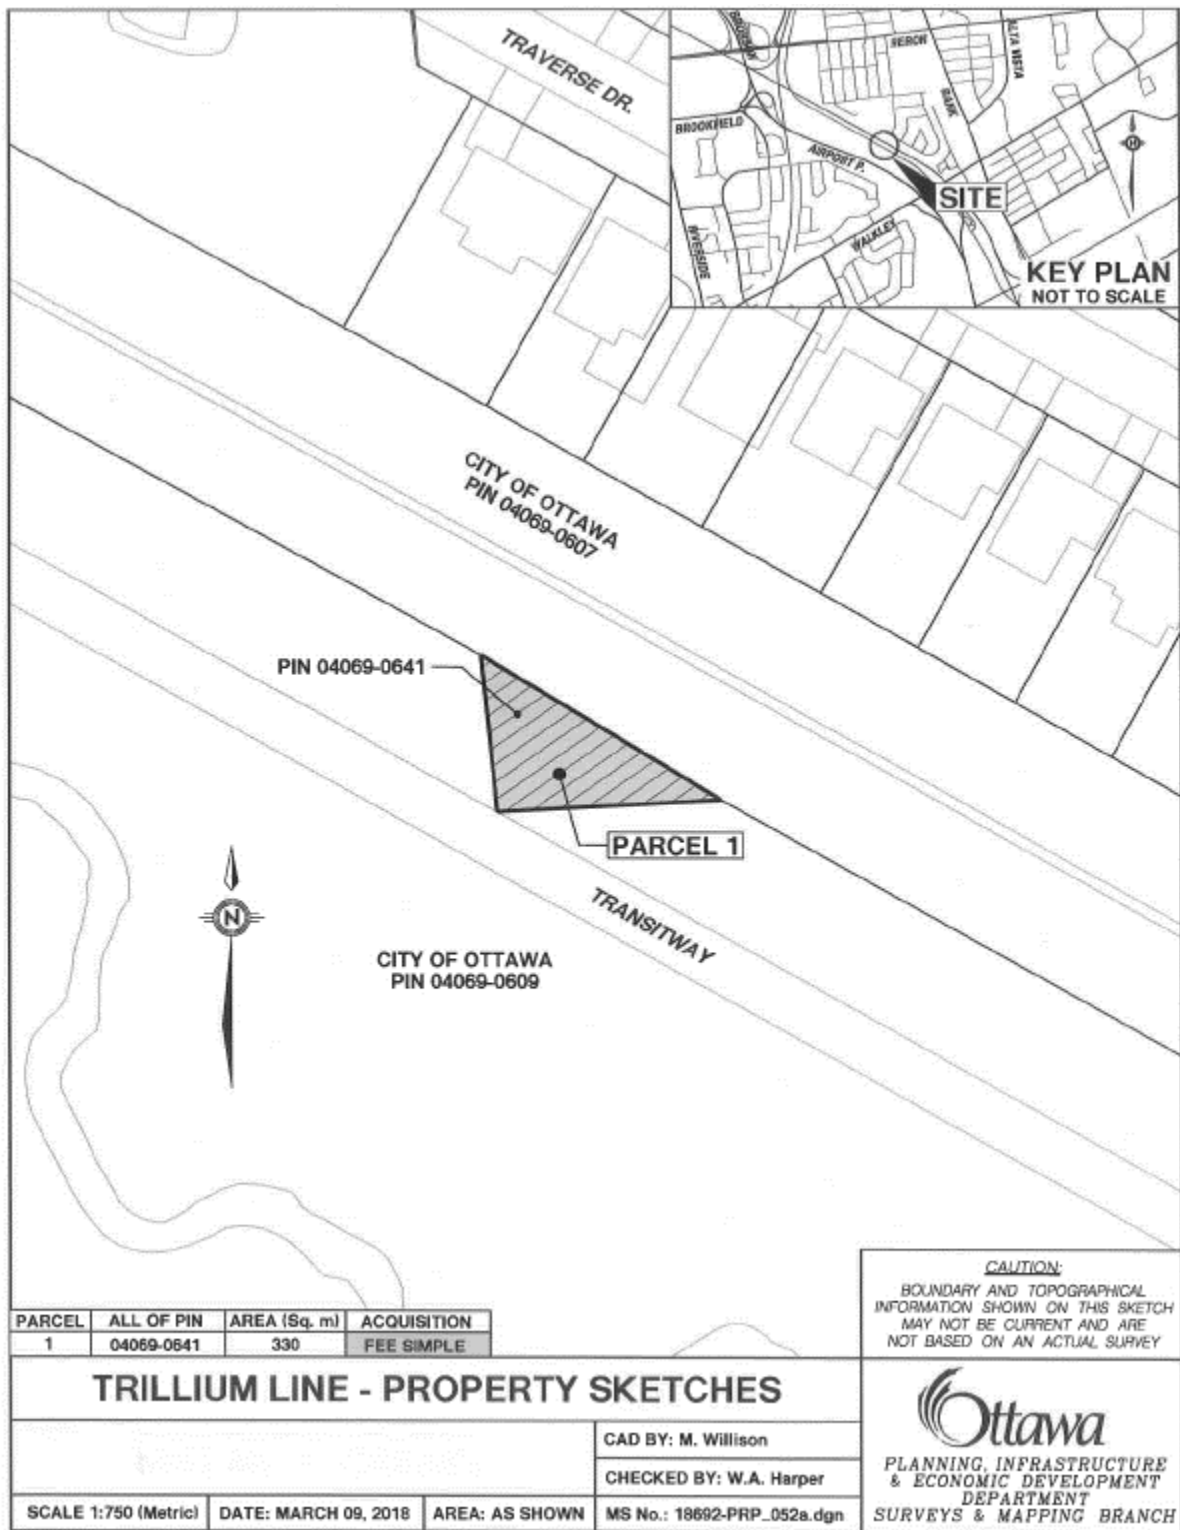 TRAVERSE DR.
BRONSON
HERON
ALTA VISTA
BANK
BROOKFIELD
AIRPORT P.
SITE
RIVERSIDE
WALKLEY
KEY PLAN
NOT TO SCALE
CITY OF OTTAWA
PIN 04069-0607
PIN 04069-0641
PARCEL 1
TRANSITWAY
N
CITY OF OTTAWA
PIN 04069-0609
CAUTION:
BOUNDARY AND TOPOGRAPHICAL
INFORMATION SHOWN ON THIS SKETCH
MAY NOT BE CURRENT AND ARE
NOT BASED ON AN ACTUAL SURVEY
PARCEL ALL OF PIN AREA (Sq. m) ACQUISITION
1 04069-0641 330 FEE SIMPLE
TRILLIUM LINE - PROPERTY SKETCHES
CAD BY: M. Willison
CHECKED BY: W.A. Harper
SCALE 1:750 (Metric) DATE: MARCH 09, 2018 AREA: AS SHOWN MS No.: 18692-PRP_052a.dgn
Ottawa
PLANNING, INFRASTRUCTURE
& ECONOMIC DEVELOPMENT
DEPARTMENT
SURVEYS & MAPPING BRANCH